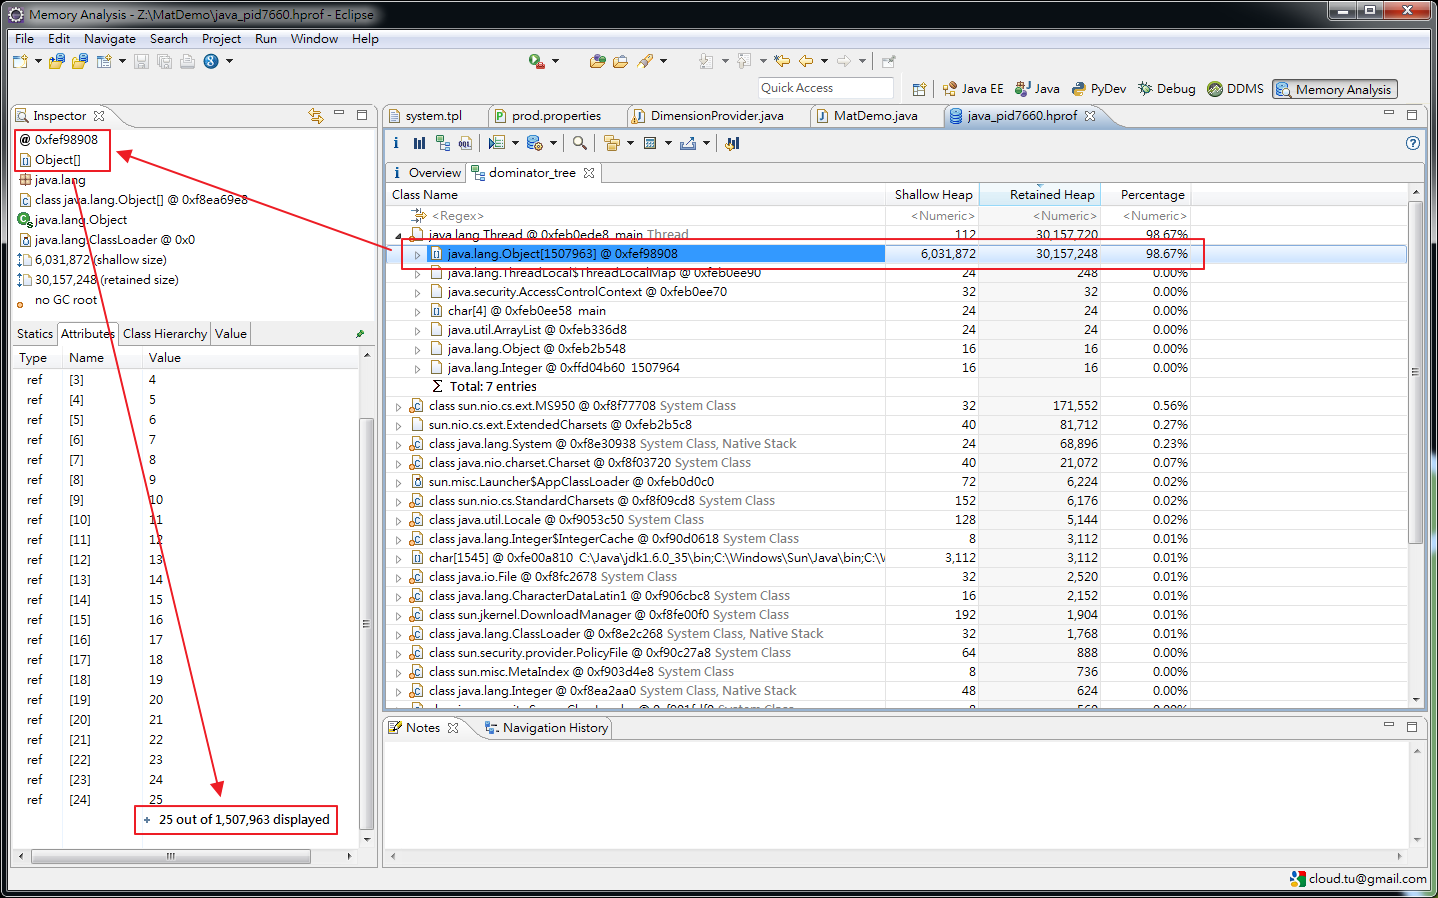 Memory Analysis - Z:\MatDemo\java_pid7660.hprof - Eclipse
File Edit Navigate Search Project Run Window Help
Quick Access
Java EE Java PyDev Debug DDMS Memory Analysis
Inspector
@ 0xfef98908
Object[]
java.lang
class java.lang.Object[] @ 0xf8ea69e8
java.lang.Object
java.lang.ClassLoader @ 0x0
6,031,872 (shallow size)
30,157,248 (retained size)
no GC root
Statics Attributes Class Hierarchy Value
Type Name Value
ref [3] 4
ref [4] 5
ref [5] 6
ref [6] 7
ref [7] 8
ref [8] 9
ref [9] 10
ref [10] 11
ref [11] 12
ref [12] 13
ref [13] 14
ref [14] 15
ref [15] 16
ref [16] 17
ref [17] 18
ref [18] 19
ref [19] 20
ref [20] 21
ref [21] 22
ref [22] 23
ref [23] 24
ref [24] 25
25 out of 1,507,963 displayed
system.tpl prod.properties DimensionProvider.java MatDemo.java java_pid7660.hprof
i OQL
i Overview dominator_tree
Class Name Shallow Heap Retained Heap Percentage
<Regex> <Numeric> <Numeric> <Numeric>
java.lang.Thread @ 0xfeb0ede8 main Thread 112 30,157,720 98.67%
java.lang.Object[1507963] @ 0xfef98908 6,031,872 30,157,248 98.67%
java.lang.ThreadLocal$ThreadLocalMap @ 0xfeb0ee90 24 248 0.00%
java.security.AccessControlContext @ 0xfeb0ee70 32 32 0.00%
char[4] @ 0xfeb0ee58 main 24 24 0.00%
java.util.ArrayList @ 0xfeb336d8 24 24 0.00%
java.lang.Object @ 0xfeb2b548 16 16 0.00%
java.lang.Integer @ 0xffd04b60 1507964 16 16 0.00%
Σ Total: 7 entries
class sun.nio.cs.ext.MS950 @ 0xf8f77708 System Class 32 171,552 0.56%
sun.nio.cs.ext.ExtendedCharsets @ 0xfeb2b5c8 40 81,712 0.27%
class java.lang.System @ 0xf8e30938 System Class, Native Stack 24 68,896 0.23%
class java.nio.charset.Charset @ 0xf8f03720 System Class 40 21,072 0.07%
sun.misc.Launcher$AppClassLoader @ 0xfeb0d0c0 72 6,224 0.02%
class sun.nio.cs.StandardCharsets @ 0xf8f09cd8 System Class 152 6,176 0.02%
class java.util.Locale @ 0xf9053c50 System Class 128 5,144 0.02%
class java.lang.Integer$IntegerCache @ 0xf90d0618 System Class 8 3,112 0.01%
char[1545] @ 0xfe00a810 C:\Java\jdk1.6.0_35\bin;C:\Windows\Sun\Java\bin;C:\V 3,112 3,112 0.01%
class java.io.File @ 0xf8fc2678 System Class 32 2,520 0.01%
class java.lang.CharacterDataLatin1 @ 0xf906cbc8 System Class 16 2,152 0.01%
class sun.jkernel.DownloadManager @ 0xf8fe00f0 System Class 192 1,904 0.01%
class java.lang.ClassLoader @ 0xf8e2c268 System Class, Native Stack 32 1,768 0.01%
class sun.security.provider.PolicyFile @ 0xf90c27a8 System Class 64 888 0.00%
class sun.misc.MetaIndex @ 0xf903d4e8 System Class 8 736 0.00%
class java.lang.Integer @ 0xf8ea2aa0 System Class, Native Stack 48 624 0.00%
Notes Navigation History
cloud.tu@gmail.com